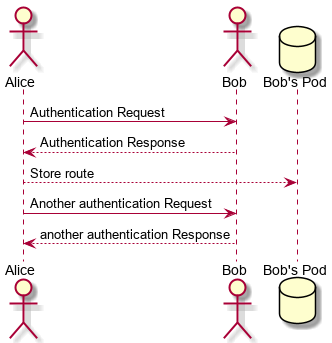 Alice
Bob
Bob's Pod
Authentication Request
Authentication Response
Store route
Another authentication Request
another authentication Response
Alice
Bob
Bob's Pod